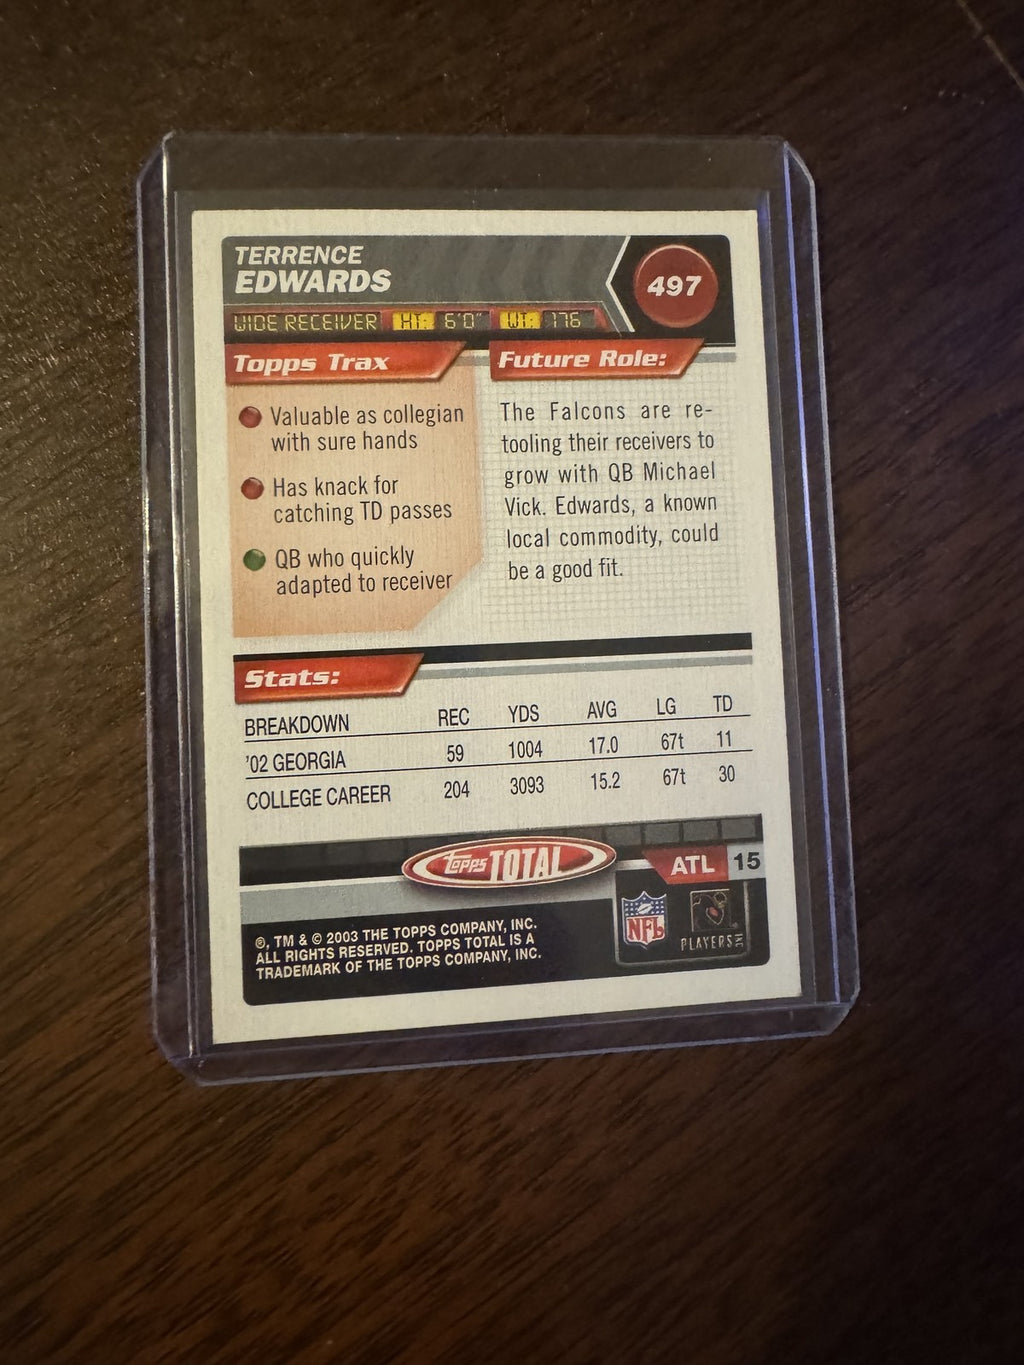 TERRENCE
EDWARDS
497
WIDE RECEIVER HT: 6'0" WT: 176
Topps Trax
Valuable as collegian
with sure hands
Has knack for
catching TD passes
QB who quickly
adapted to receiver
Future Role:
The Falcons are re-
tooling their receivers to
grow with QB Michael
Vick. Edwards, a known
local commodity, could
be a good fit.
Stats:
BREAKDOWN REC YDS AVG LG TD
'02 GEORGIA 59 1004 17.0 67t 11
COLLEGE CAREER 204 3093 15.2 67t 30
Topps TOTAL
ATL 15
®, TM & © 2003 THE TOPPS COMPANY, INC.
ALL RIGHTS RESERVED. TOPPS TOTAL IS A
TRADEMARK OF THE TOPPS COMPANY, INC.
NFL
PLAYERS INC